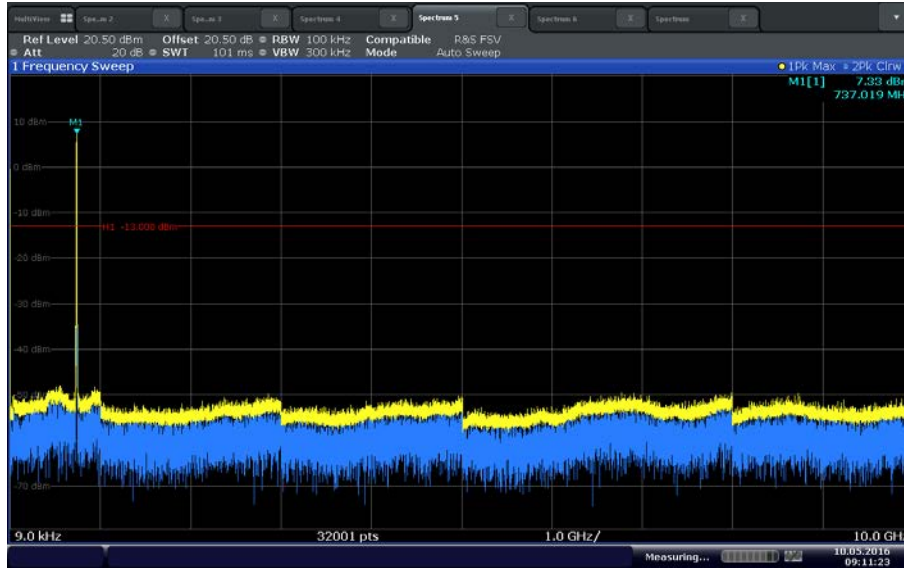 MultiView Spe...m 2 X Spe...m 3 X Spectrum 4 X Spectrum 5 X Spectrum 6 X Spectrum X
Ref Level 20.50 dBm Offset 20.50 dB RBW 100 kHz Compatible R&S FSV
Att 20 dB SWT 101 ms VBW 300 kHz Mode Auto Sweep
1 Frequency Sweep 1Pk Max 2Pk Clrw
M1[1] 7.33 dBm
737.019 MH
10 dBm M1
0 dBm
-10 dBm
H1 -13.000 dBm
-20 dBm
-30 dBm
-40 dBm
-70 dBm
9.0 kHz 32001 pts 1.0 GHz/ 10.0 GH
Measuring... 10.05.2016
09:11:23